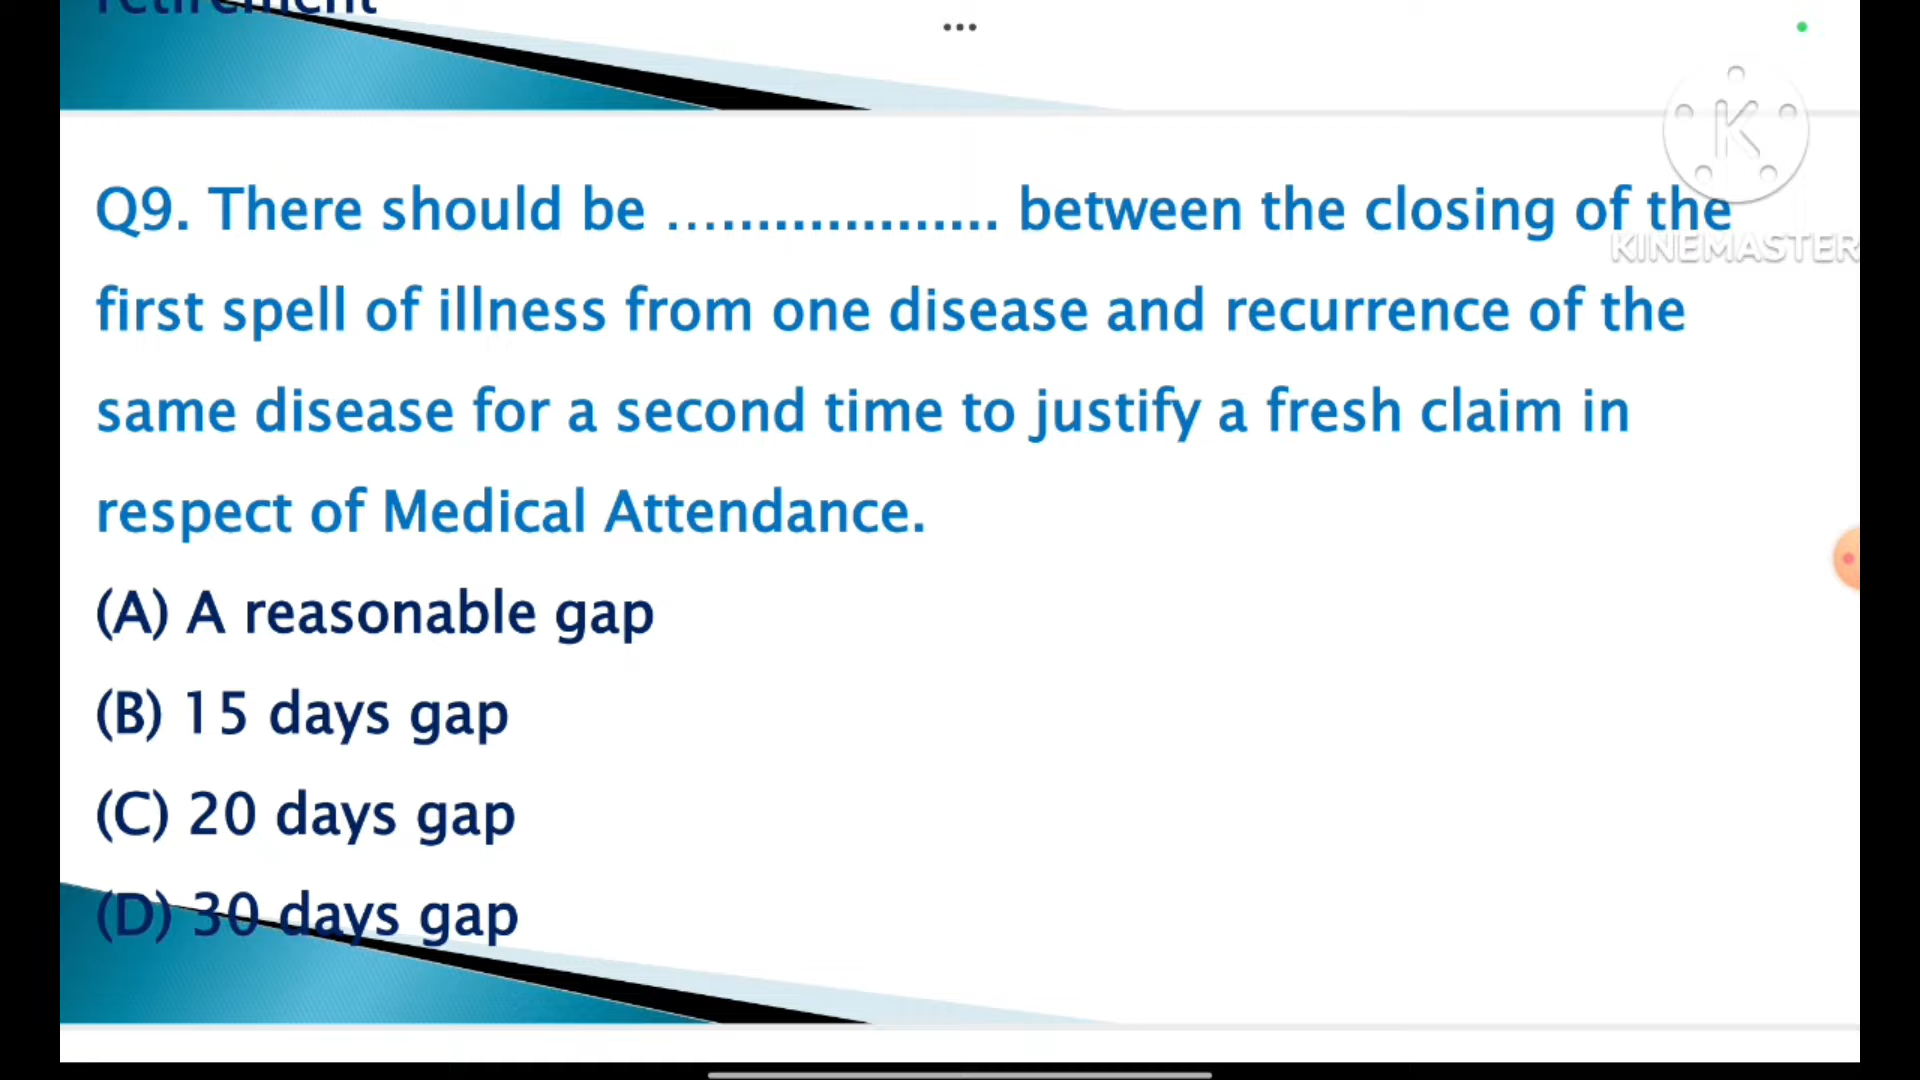 retirement
Q9. There should be .................... between the closing of the
first spell of illness from one disease and recurrence of the
same disease for a second time to justify a fresh claim in
respect of Medical Attendance.
(A) A reasonable gap
(B) 15 days gap
(C) 20 days gap
(D) 30 days gap
K
KINEMASTER